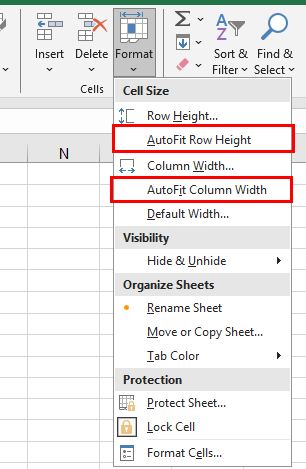 Insert Delete Format Sort & Find &
Filter Select
Cells
Cell Size
Row Height...
AutoFit Row Height
Column Width...
AutoFit Column Width
Default Width...
Visibility
Hide & Unhide
Organize Sheets
Rename Sheet
Move or Copy Sheet...
Tab Color
Protection
Protect Sheet...
Lock Cell
Format Cells...
N